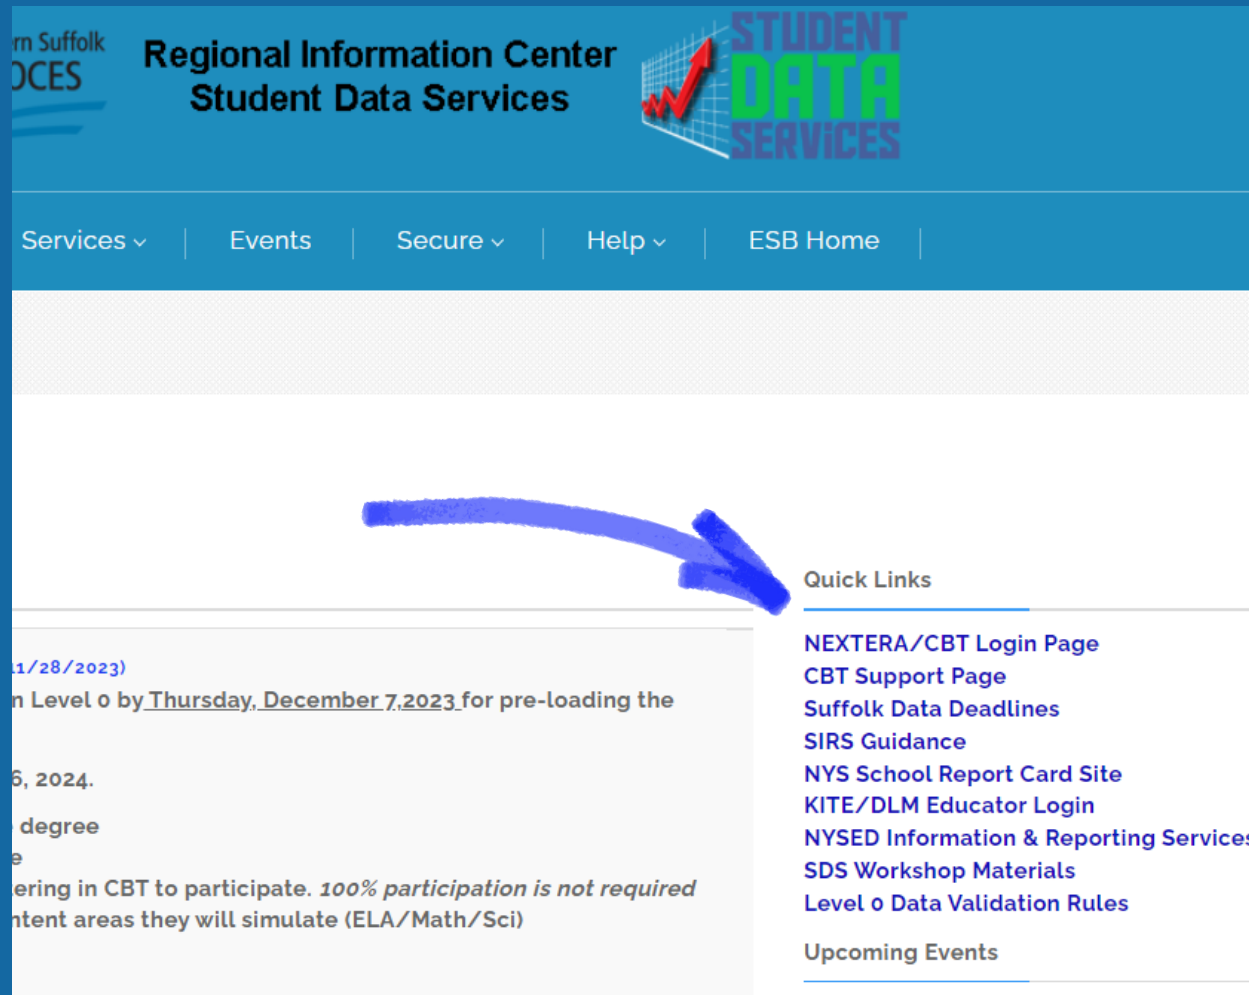 rn Suffolk
OCES
Regional Information Center
Student Data Services
STUDENT
DATA
SERViCES
Services
Events
Secure
Help
ESB Home
Quick Links
11/28/2023)
n Level 0 by Thursday, December 7,2023 for pre-loading the
6, 2024.
degree
e
tering in CBT to participate. 100% participation is not required
ntent areas they will simulate (ELA/Math/Sci)
NEXTERA/CBT Login Page
CBT Support Page
Suffolk Data Deadlines
SIRS Guidance
NYS School Report Card Site
KITE/DLM Educator Login
NYSED Information & Reporting Services
SDS Workshop Materials
Level 0 Data Validation Rules
Upcoming Events